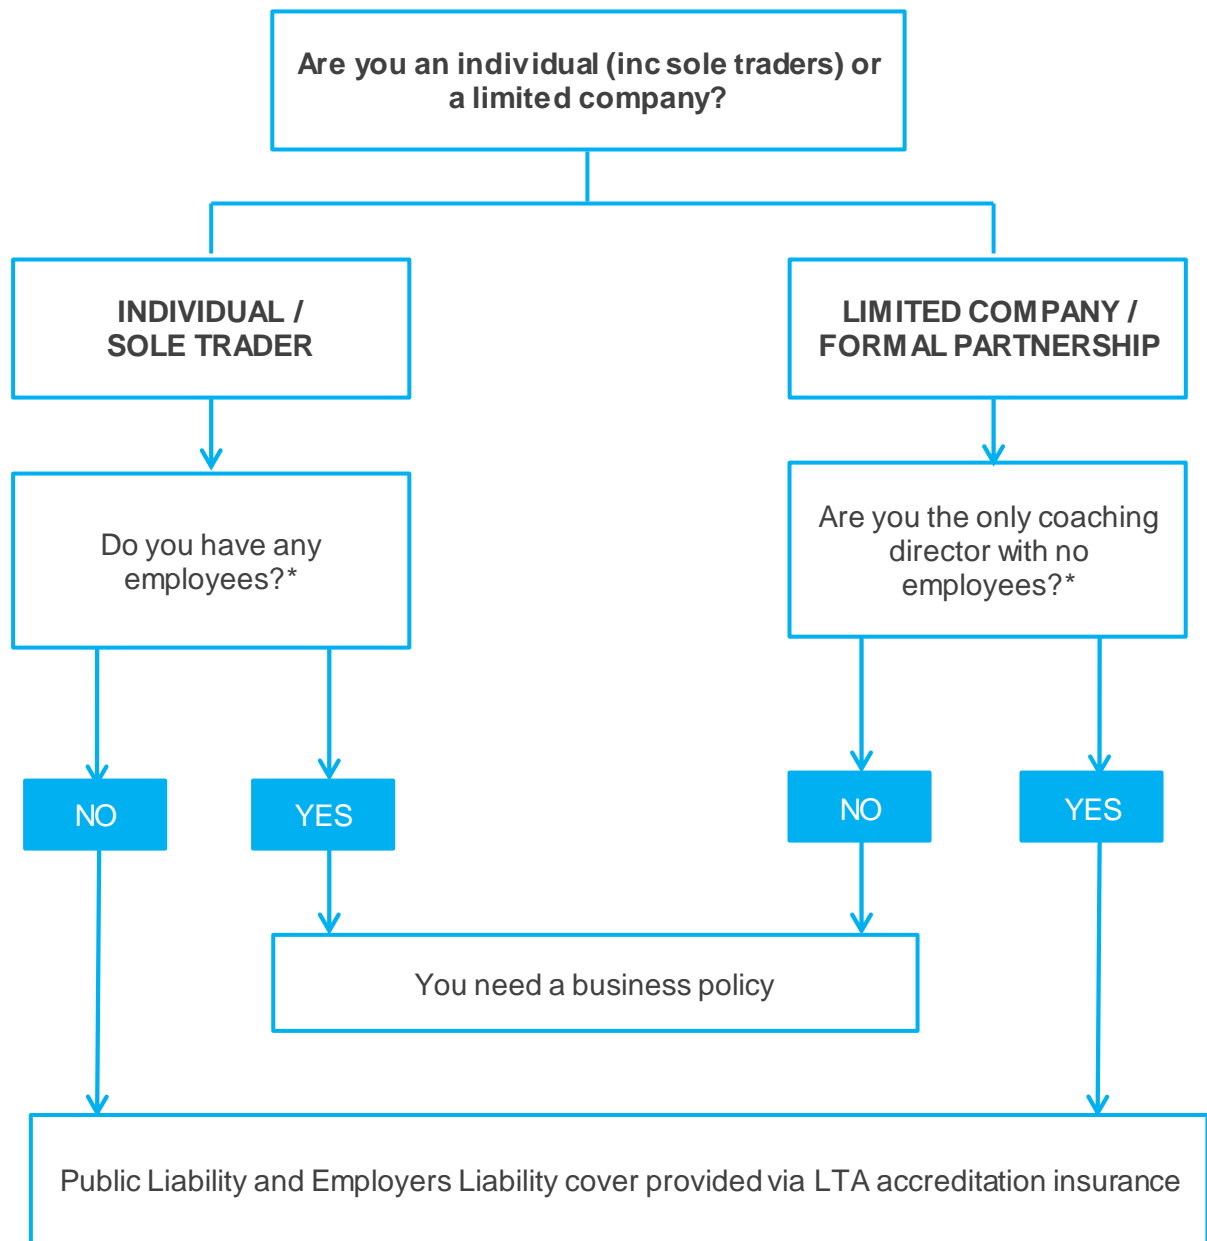 Are you an individual (inc sole traders) or
a limited company?
INDIVIDUAL /
SOLE TRADER
LIMITED COMPANY /
FORMAL PARTNERSHIP
Do you have any
employees?*
Are you the only coaching
director with no
employees?*
NO
YES
NO
YES
You need a business policy
Public Liability and Employers Liability cover provided via LTA accreditation insurance